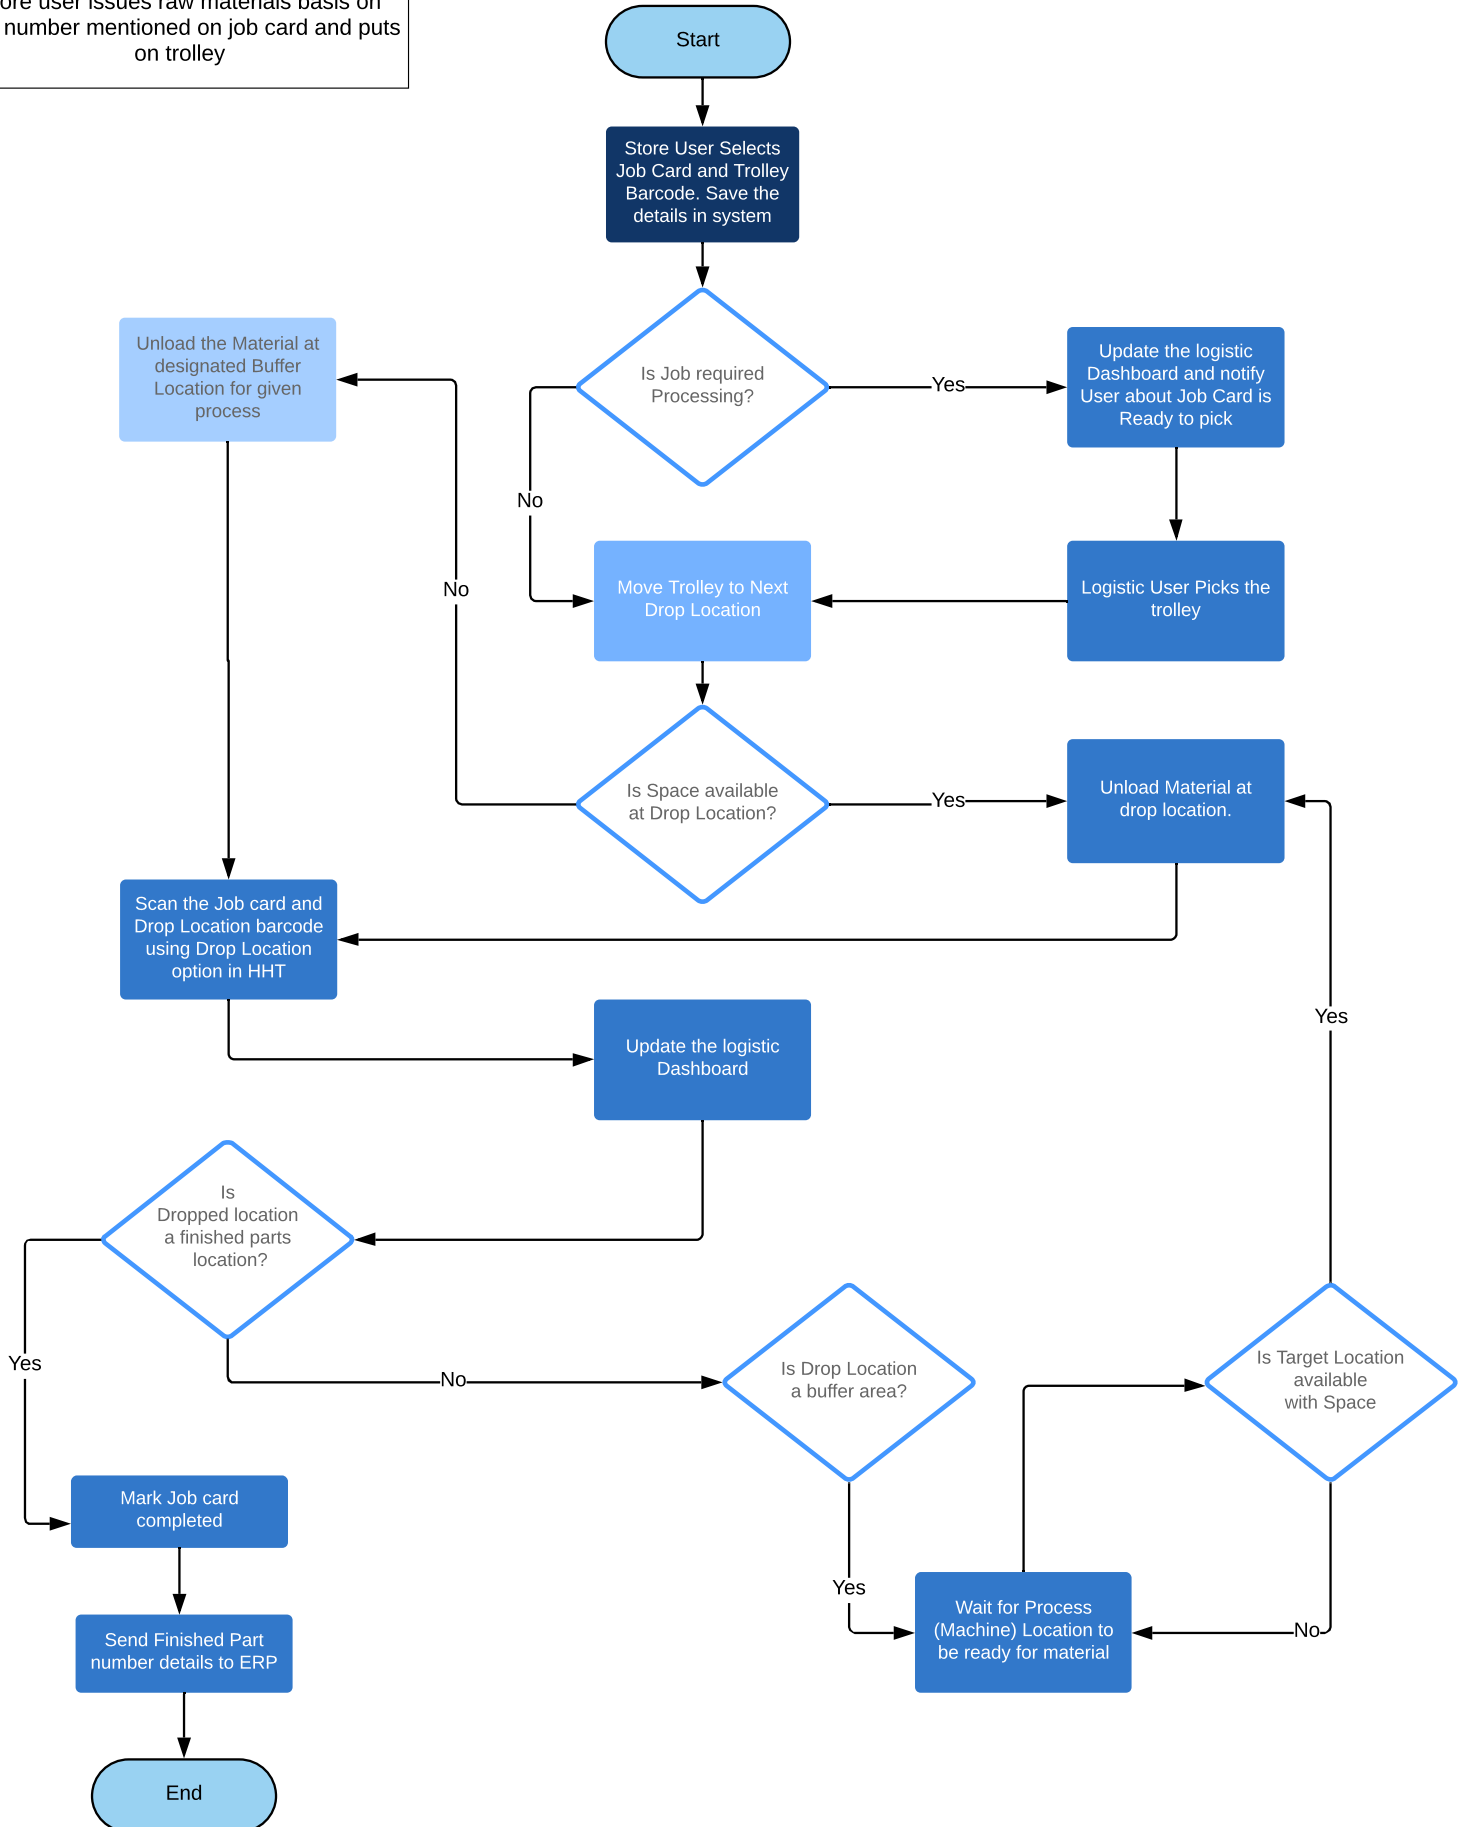 user issues raw materials basis on
number mentioned on job card and puts
on trolley
Start
Store User Selects
Job Card and Trolley
Barcode. Save the
details in system
Is Job required
Processing?
Yes
No
Update the logistic
Dashboard and notify
User about Job Card is
Ready to pick
Unload the Material at
designated Buffer
Location for given
process
Logistic User Picks the
trolley
Move Trolley to Next
Drop Location
No
Is Space available
at Drop Location?
Yes
Unload Material at
drop location.
Scan the Job card and
Drop Location barcode
using Drop Location
option in HHT
Update the logistic
Dashboard
Yes
Is
Dropped location
a finished parts
location?
Yes
No
Is Drop Location
a buffer area?
Is Target Location
available
with Space
Yes
No
Wait for Process
(Machine) Location to
be ready for material
Mark Job card
completed
Send Finished Part
number details to ERP
End